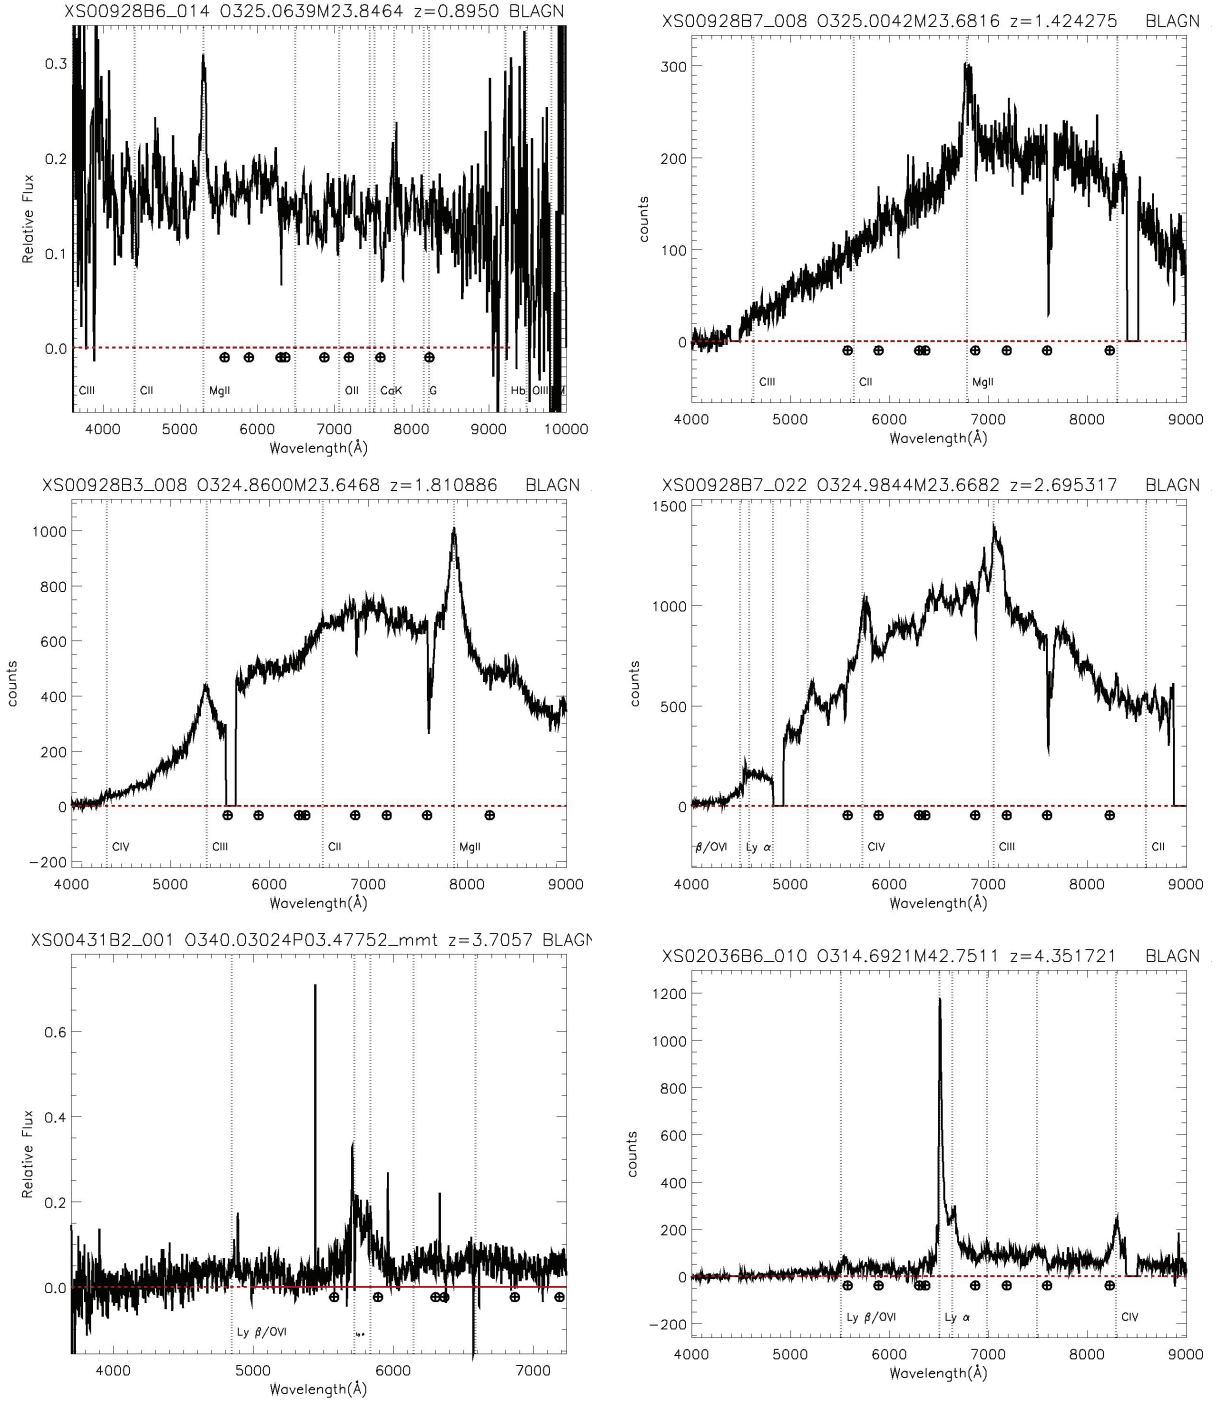 XS00928B6_014 O325.0639M23.8464 z=0.8950 BLAGN
Relative Flux
0.3
0.2
0.1
0.0
CIII CII MgII OII CaK G Hb OIII
4000 5000 6000 7000 8000 9000 10000
Wavelength(Å)
XS00928B7_008 O325.0042M23.6816 z=1.424275 BLAGN
counts
300
200
100
0
CIII CII MgII
4000 5000 6000 7000 8000 9000
Wavelength(Å)
XS00928B3_008 O324.8600M23.6468 z=1.810886 BLAGN
counts
1000
800
600
400
200
0
−200
CIV CIII CII MgII
4000 5000 6000 7000 8000 9000
Wavelength(Å)
XS00928B7_022 O324.9844M23.6682 z=2.695317 BLAGN
counts
1500
1000
500
0
β/OVI Ly α CIV CIII CII
4000 5000 6000 7000 8000 9000
Wavelength(Å)
XS00431B2_001 O340.03024P03.47752_mmt z=3.7057 BLAGN
Relative Flux
0.6
0.4
0.2
0.0
Ly β/OVI
4000 5000 6000 7000
Wavelength(Å)
XS02036B6_010 O314.6921M42.7511 z=4.351721 BLAGN
counts
1200
1000
800
600
400
200
0
−200
Ly β/OVI Ly α CIV
4000 5000 6000 7000 8000 9000
Wavelength(Å)